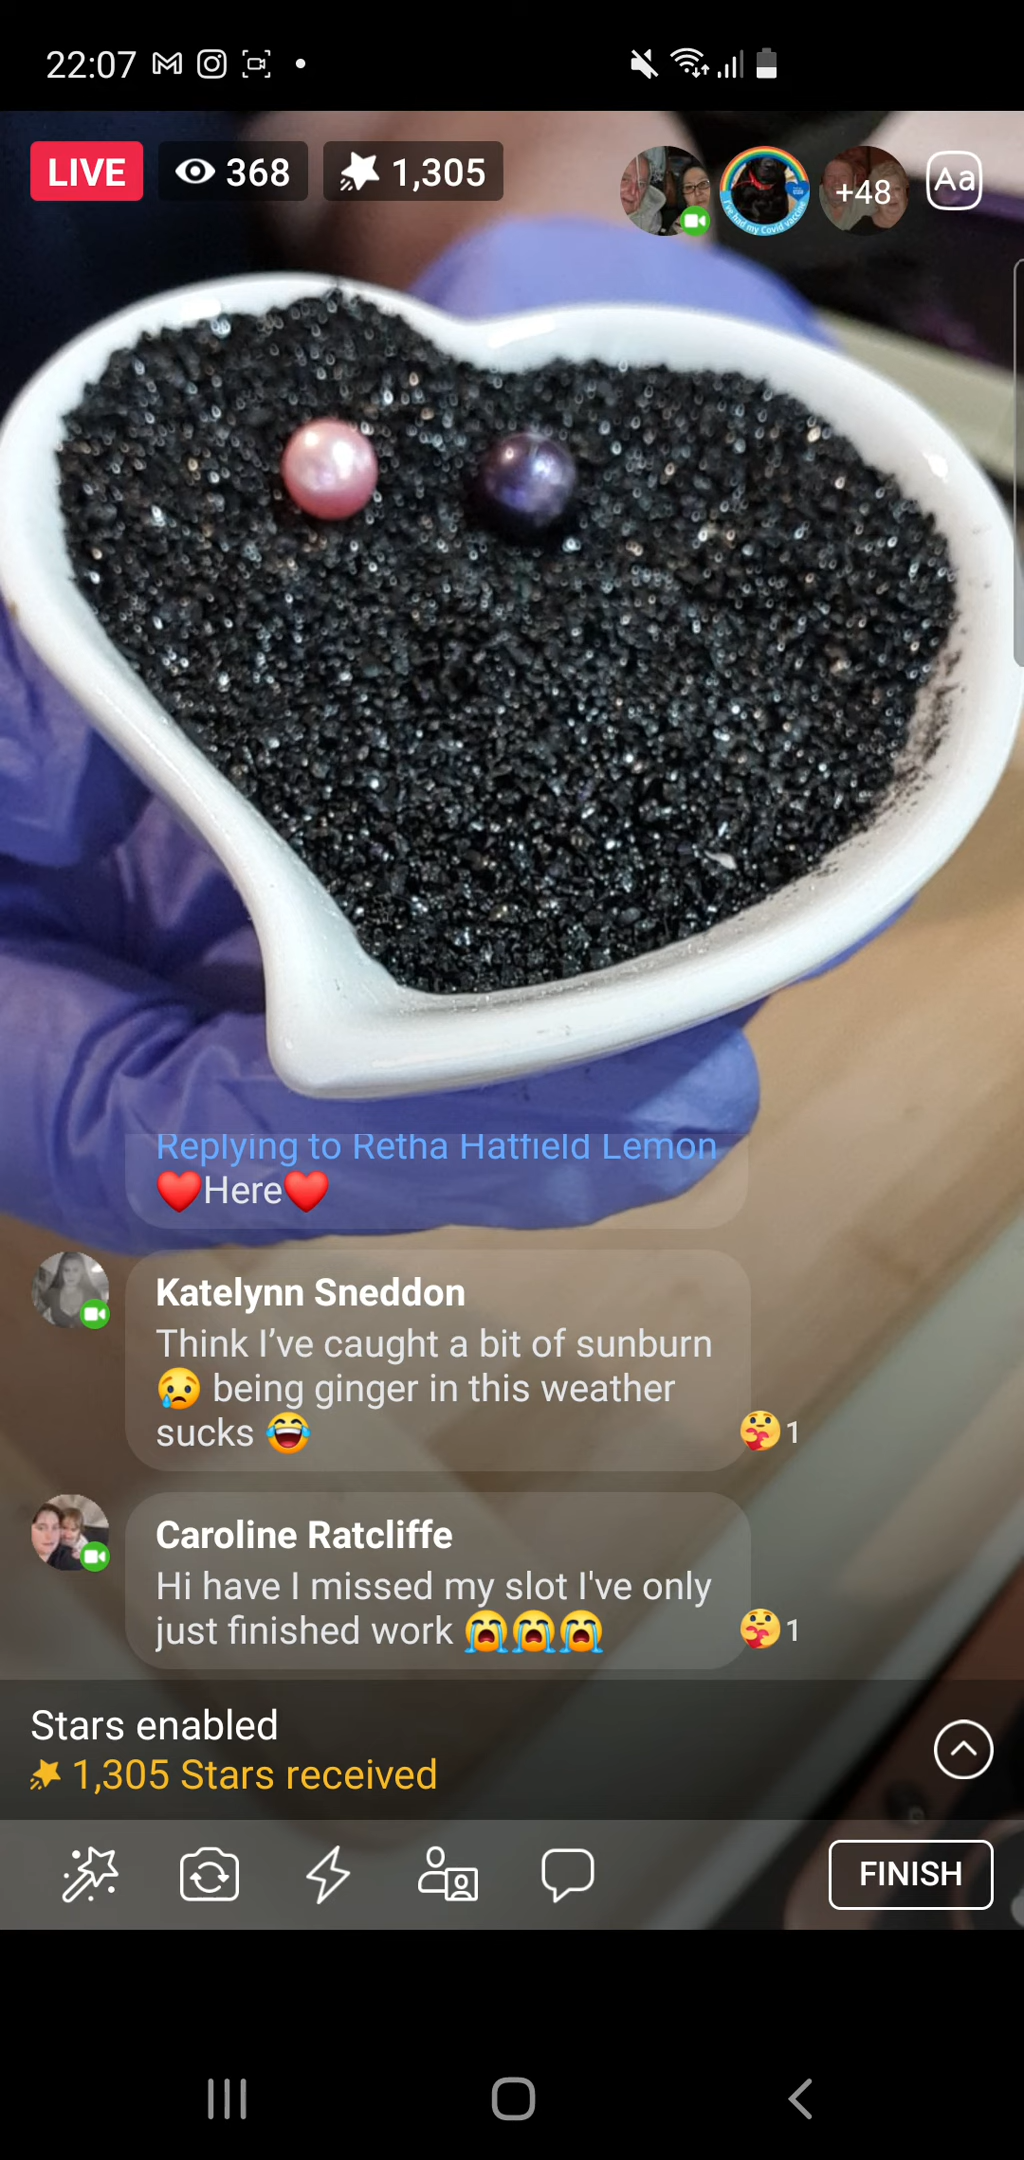 22:07
LIVE 368 1,305
+48 Aa
Replying to Retha Hatfield Lemon
❤️Here❤️
Katelynn Sneddon
Think I’ve caught a bit of sunburn
😥 being ginger in this weather
sucks 😂
1
Caroline Ratcliffe
Hi have I missed my slot I've only
just finished work 😭😭😭
1
Stars enabled
1,305 Stars received
FINISH